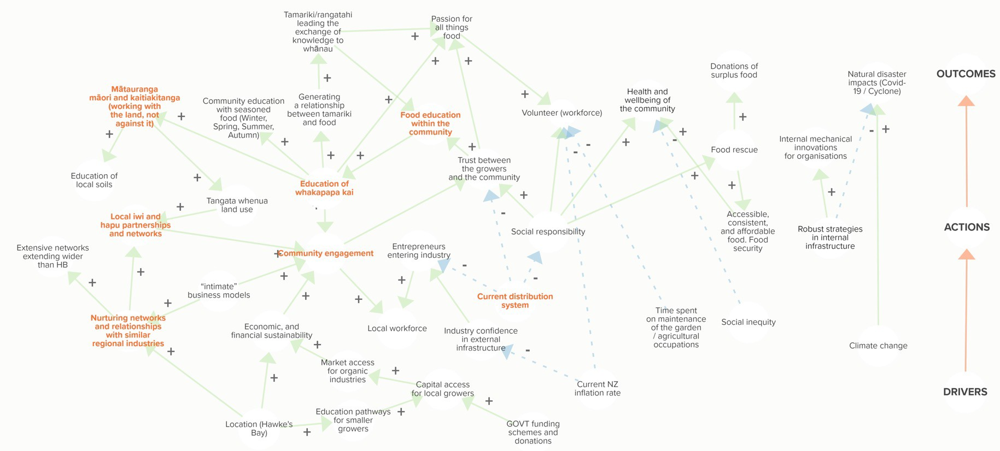 Tamariki/rangatahi
leading the
exchange of
knowledge to
whānau
Passion for
all things
food
Donations of
surplus food
Natural disaster
impacts (Covid-
19 / Cyclone)
OUTCOMES
Mātauranga
māori and kaitiakitanga
(working with
the land, not
against it)
Community education
with seasoned
food (Winter,
Spring, Summer,
Autumn)
Generating
a relationship
between tamariki
and food
Food education
within the
community
Volunteer (workforce)
Health and
wellbeing of
the community
Food rescue
Internal mechanical
innovations
for organisations
Education of
local soils
Education of
whakapapa kai
Trust between
the growers
and the community
Tangata whenua
land use
Local iwi and
hapu partnerships
and networks
Social responsibility
Accessible,
consistent,
and affordable
food. Food
security
Robust strategies
in internal
infrastructure
ACTIONS
Extensive networks
extending wider
than HB
Community engagement
Entrepreneurs
entering industry
"intimate"
business models
Current distribution
system
Nurturing networks
and relationships
with similar
regional industries
Economic, and
financial sustainability
Local workforce
Industry confidence
in external
infrastructure
Time spent
on maintenance
of the garden
/ agricultural
occupations
Social inequity
Climate change
Market access
for organic
industries
Capital access
for local growers
Current NZ
inflation rate
DRIVERS
Location (Hawke's
Bay)
Education pathways
for smaller
growers
GOVT funding
schemes and
donations